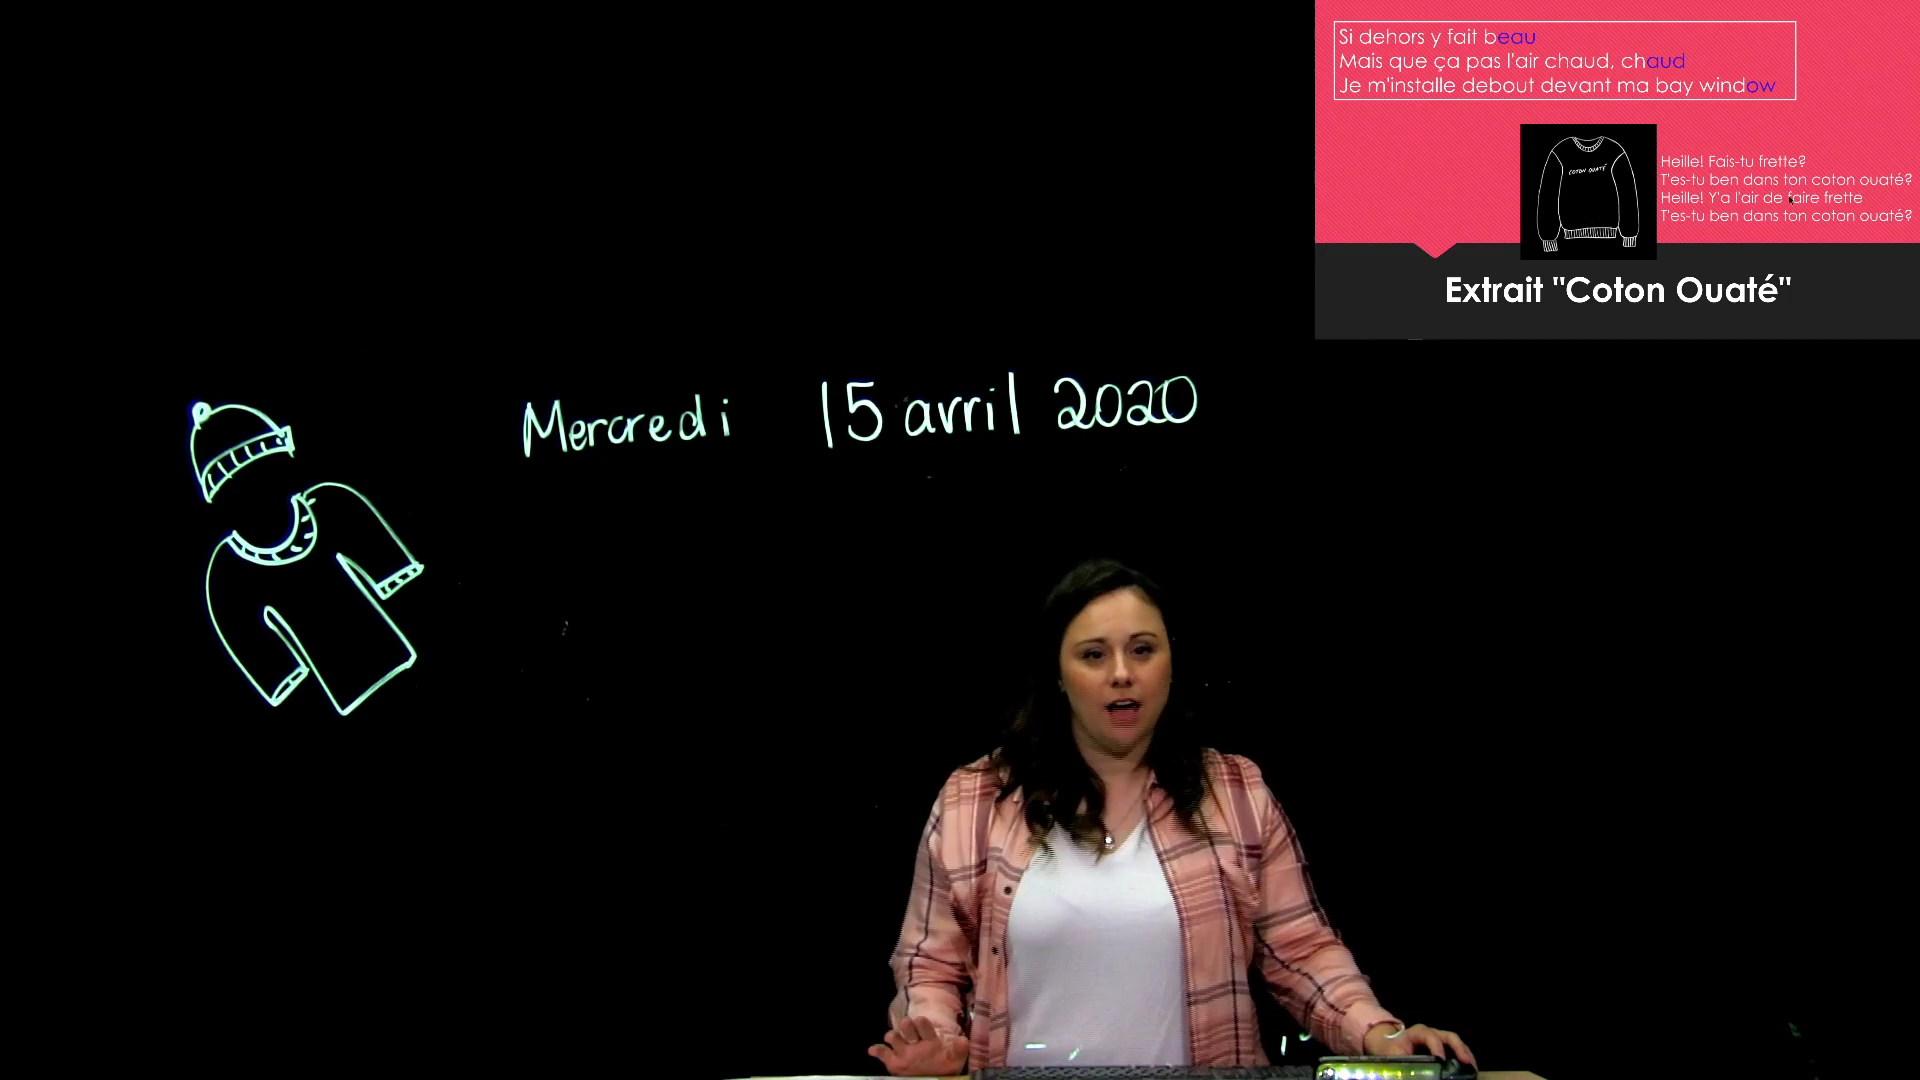 Si dehors y fait beau
Mais que ça pas l'air chaud, chaud
Je m'installe debout devant ma bay window
COTON OUATÉ
Heille! Fais-tu frette?
T'es-tu ben dans ton coton ouaté?
Heille! Y'a l'air de faire frette
T'es-tu ben dans ton coton ouaté?
Extrait "Coton Ouaté"
Mercredi 15 avril 2020